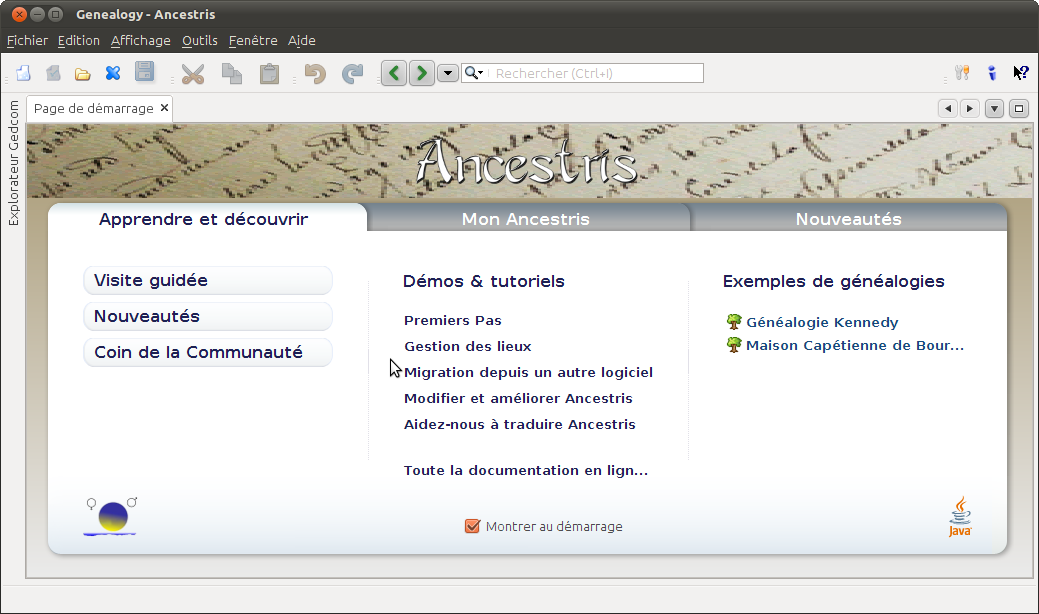 Genealogy - Ancestris
Fichier Edition Affichage Outils Fenêtre Aide
Rechercher (Ctrl+I)
Explorateur Gedcom
Page de démarrage
Ancestris
Apprendre et découvrir
Mon Ancestris
Nouveautés
Visite guidée
Nouveautés
Coin de la Communauté
Démos & tutoriels
Premiers Pas
Gestion des lieux
Migration depuis un autre logiciel
Modifier et améliorer Ancestris
Aidez-nous à traduire Ancestris
Toute la documentation en lign...
Exemples de généalogies
Généalogie Kennedy
Maison Capétienne de Bour...
Montrer au démarrage
Java